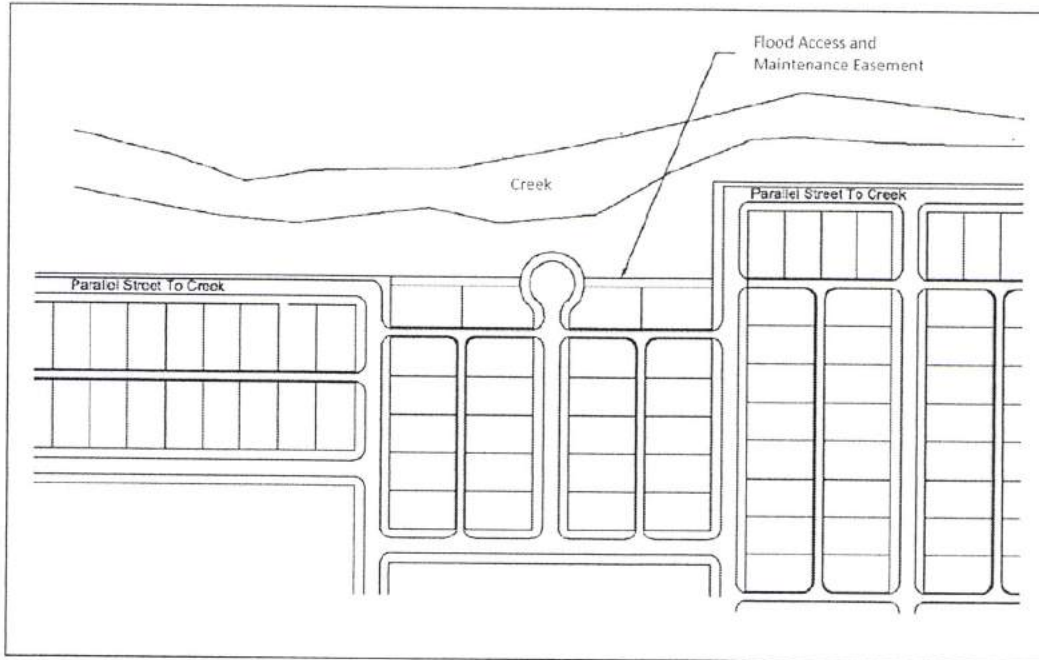 Flood Access and
Maintenance Easement
Creek
Parallel Street To Creek
Parallel Street To Creek